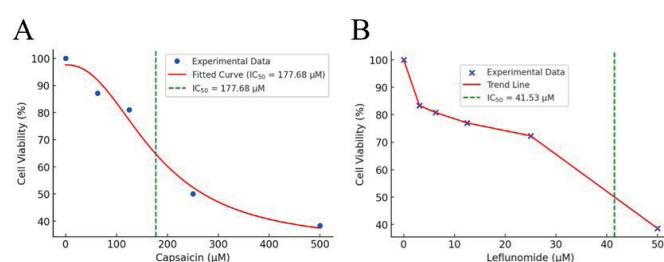 A
100
90
80
70
60
50
40
Cell Viability (%)
0
100
200
300
400
500
Capsaicin (μM)
Experimental Data
Fitted Curve (IC₅₀ = 177.68 μM)
IC₅₀ = 177.68 μM
B
100
90
80
70
60
50
40
Cell Viability (%)
0
10
20
30
40
50
Leflunomide (μM)
Experimental Data
Trend Line
IC₅₀ = 41.53 μM